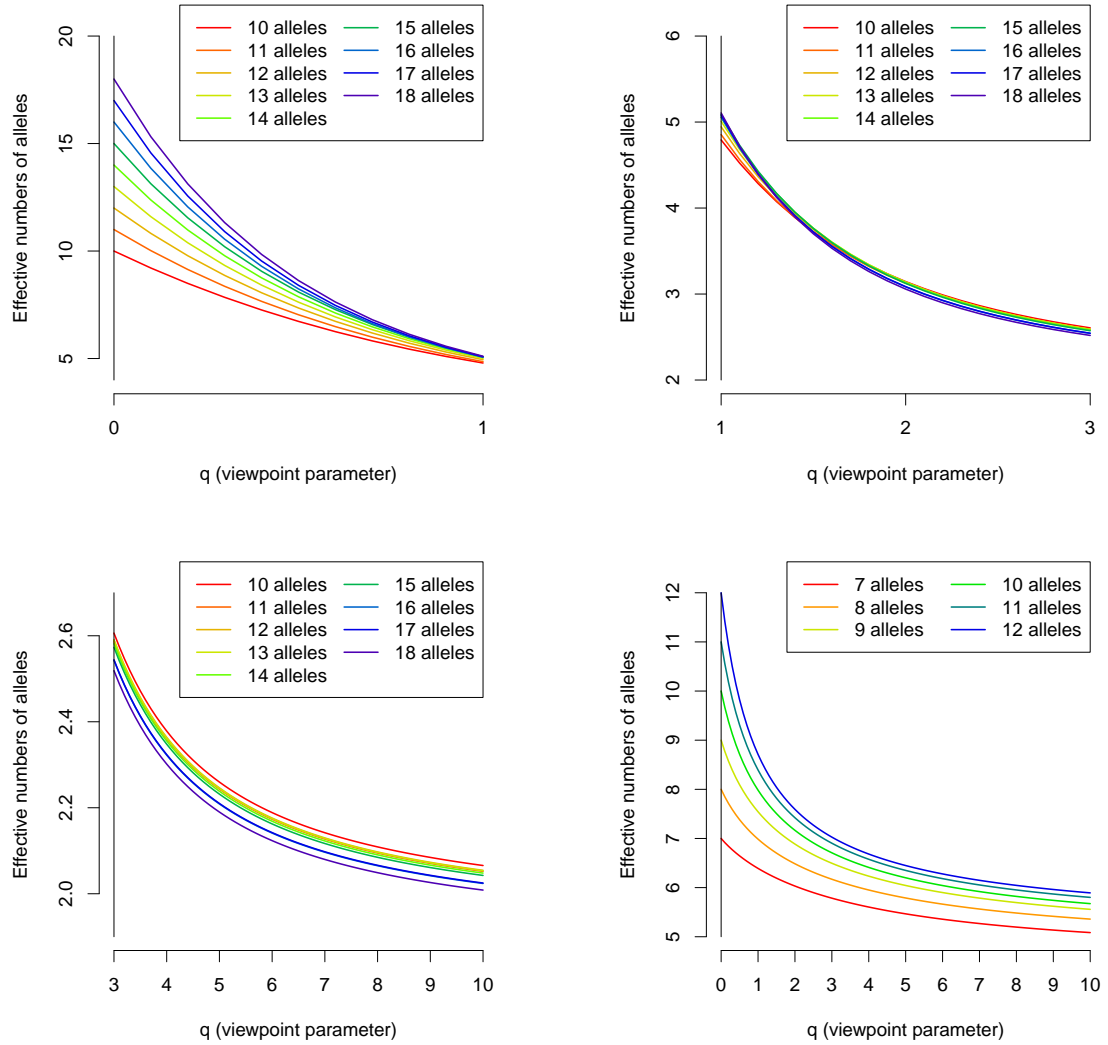 10 alleles
11 alleles
12 alleles
13 alleles
14 alleles
15 alleles
16 alleles
17 alleles
18 alleles
Effective numbers of alleles
20
15
10
5
0 1
q (viewpoint parameter)
10 alleles
11 alleles
12 alleles
13 alleles
14 alleles
15 alleles
16 alleles
17 alleles
18 alleles
Effective numbers of alleles
6
5
4
3
2
1 2 3
q (viewpoint parameter)
10 alleles
11 alleles
12 alleles
13 alleles
14 alleles
15 alleles
16 alleles
17 alleles
18 alleles
Effective numbers of alleles
2.6
2.4
2.2
2.0
3 4 5 6 7 8 9 10
q (viewpoint parameter)
7 alleles
8 alleles
9 alleles
10 alleles
11 alleles
12 alleles
Effective numbers of alleles
12
11
10
9
8
7
6
5
0 1 2 3 4 5 6 7 8 9 10
q (viewpoint parameter)